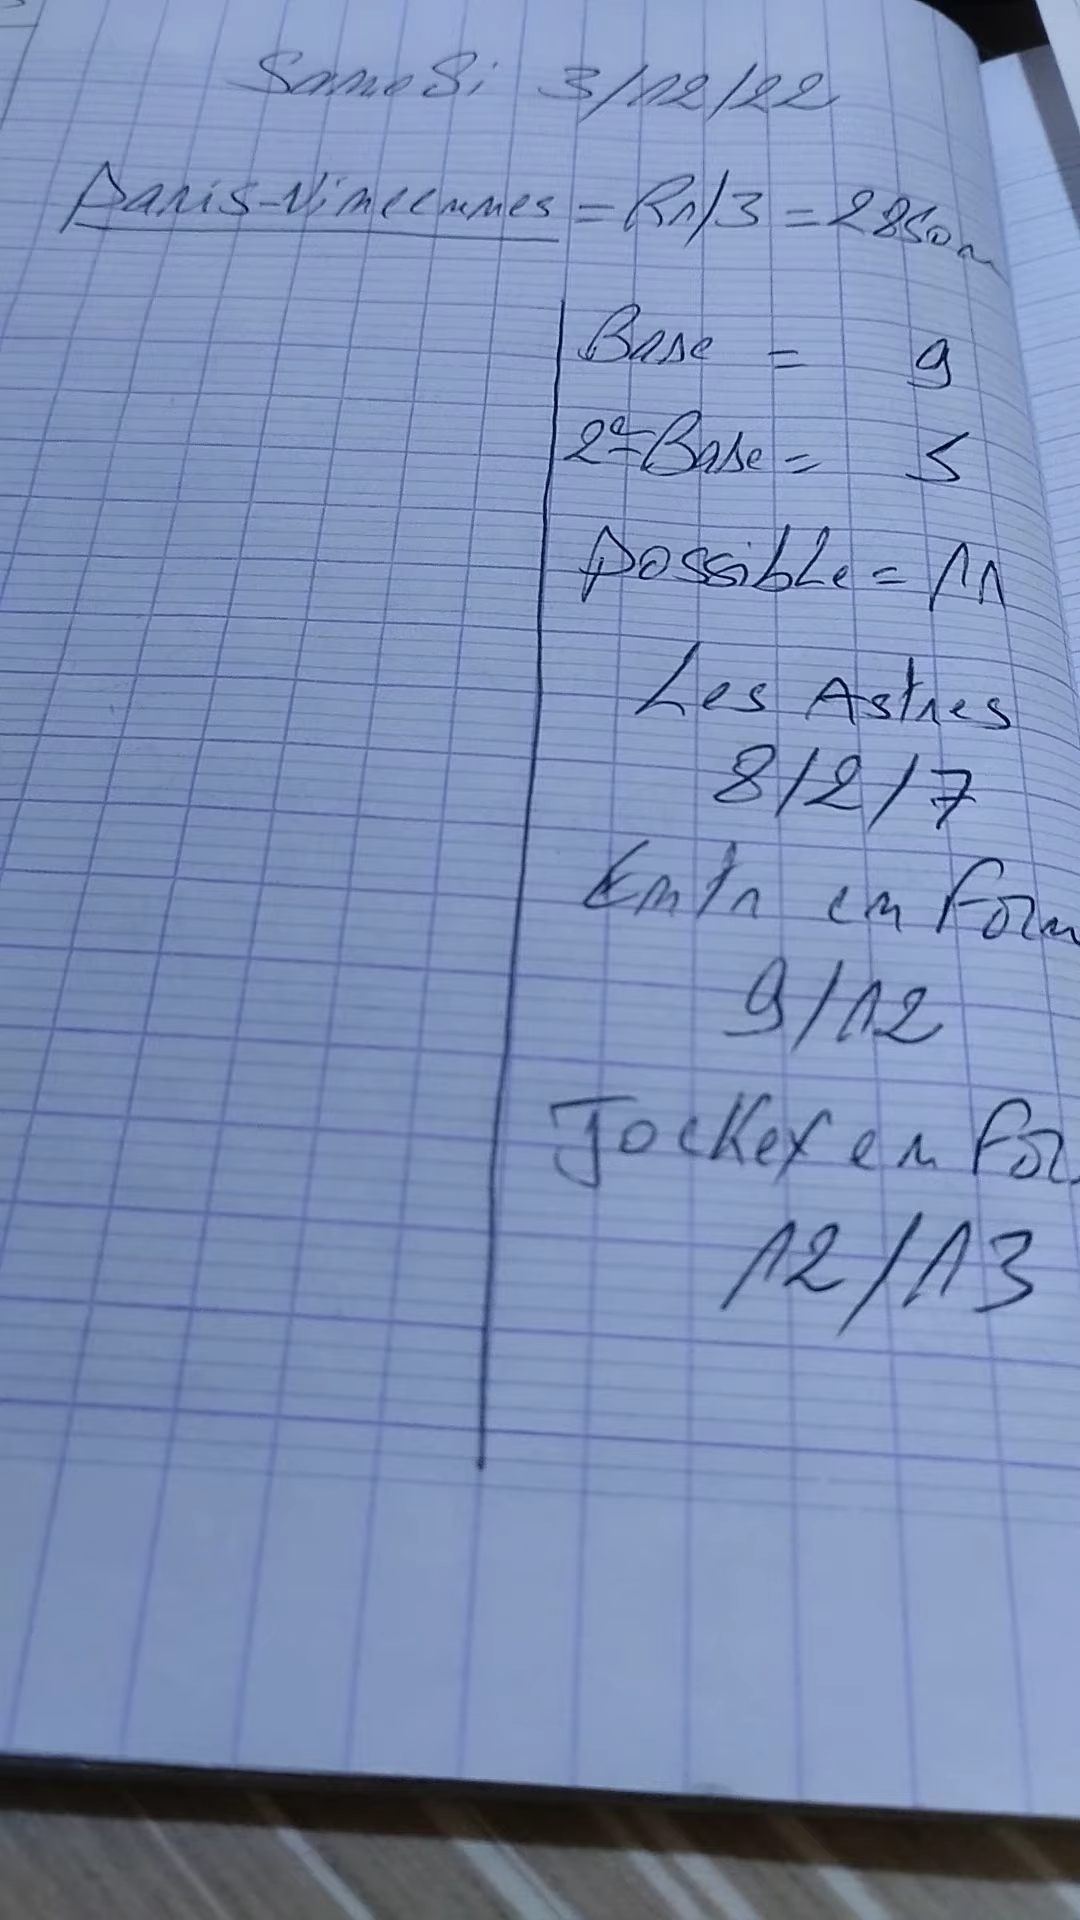 Samedi 3/12/22
Paris-Vincennes = R1/3 = 2850m
Base = 9
2e Base = 5
Possible = 11
Les Astres
8/2/7
Entr en Form
9/12
Jockey en For
12/13